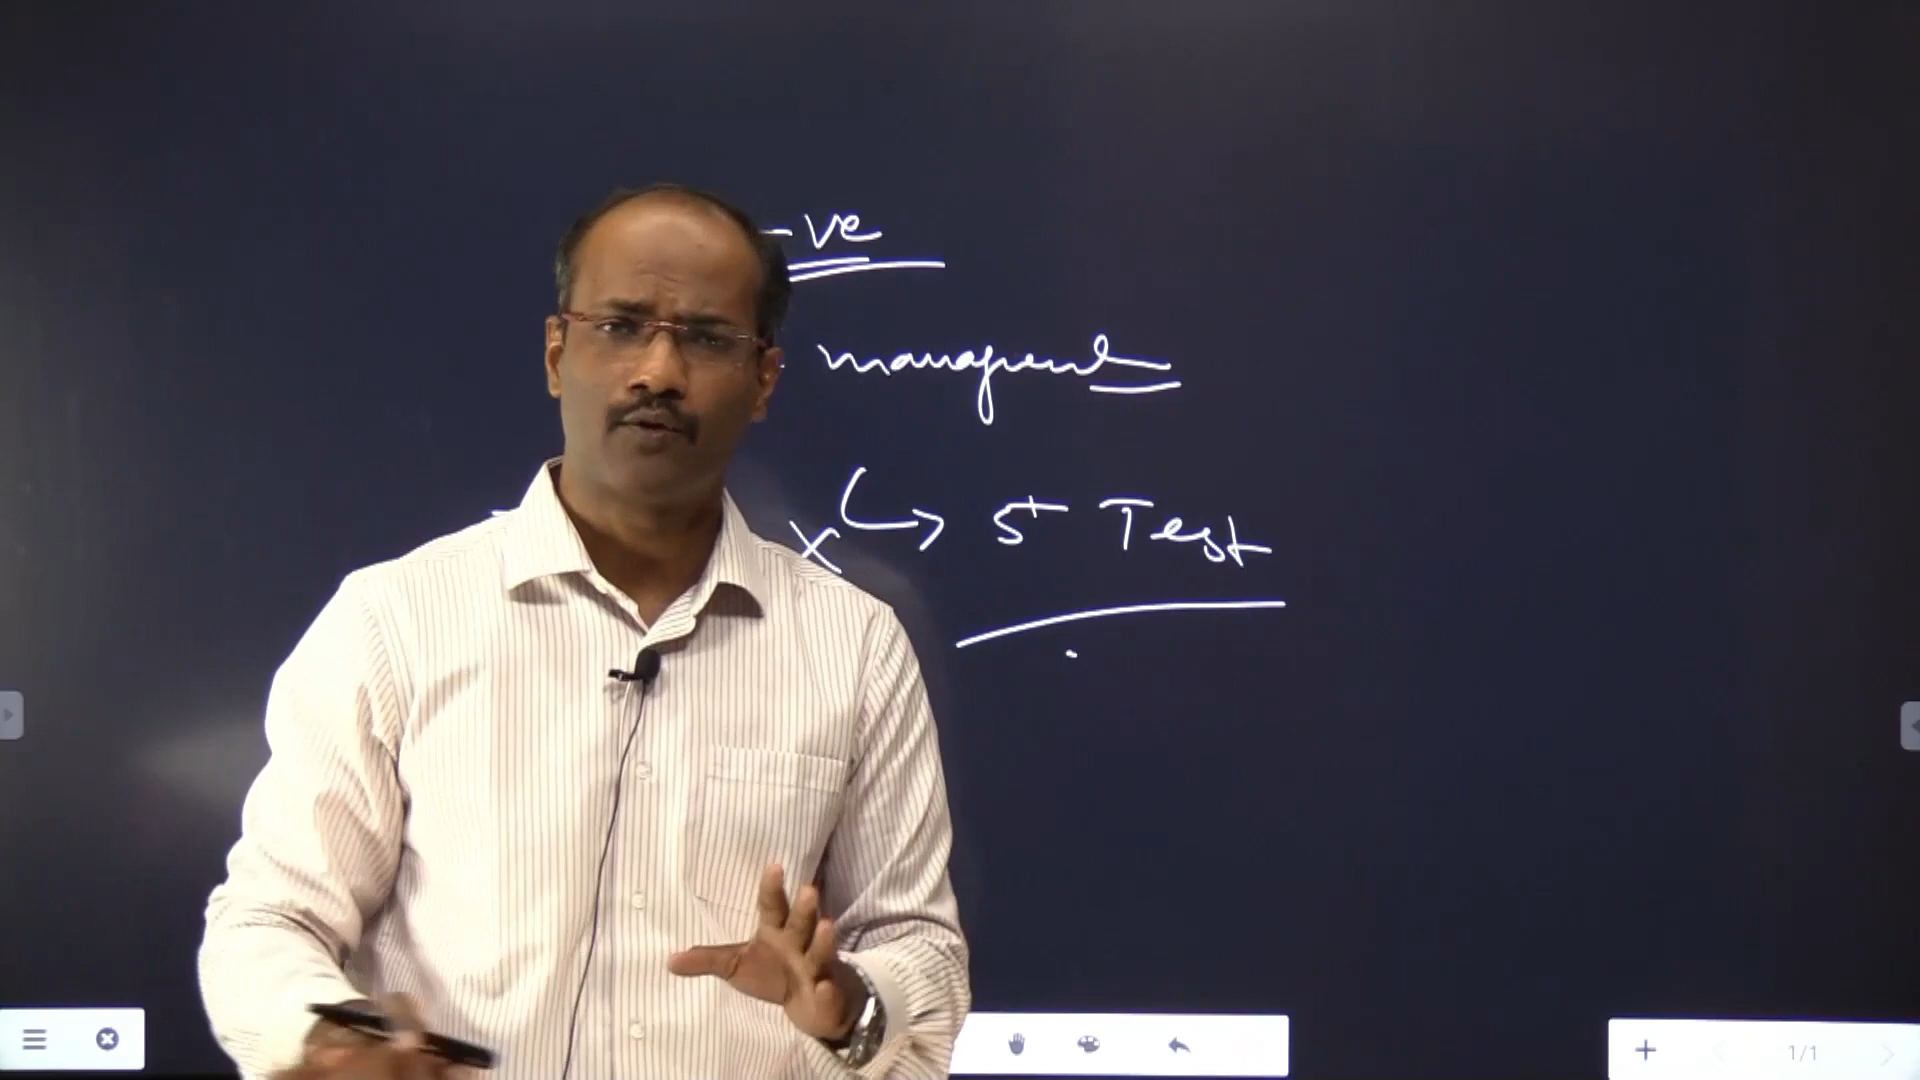 -ve
management
X → 5+ Test
1/1